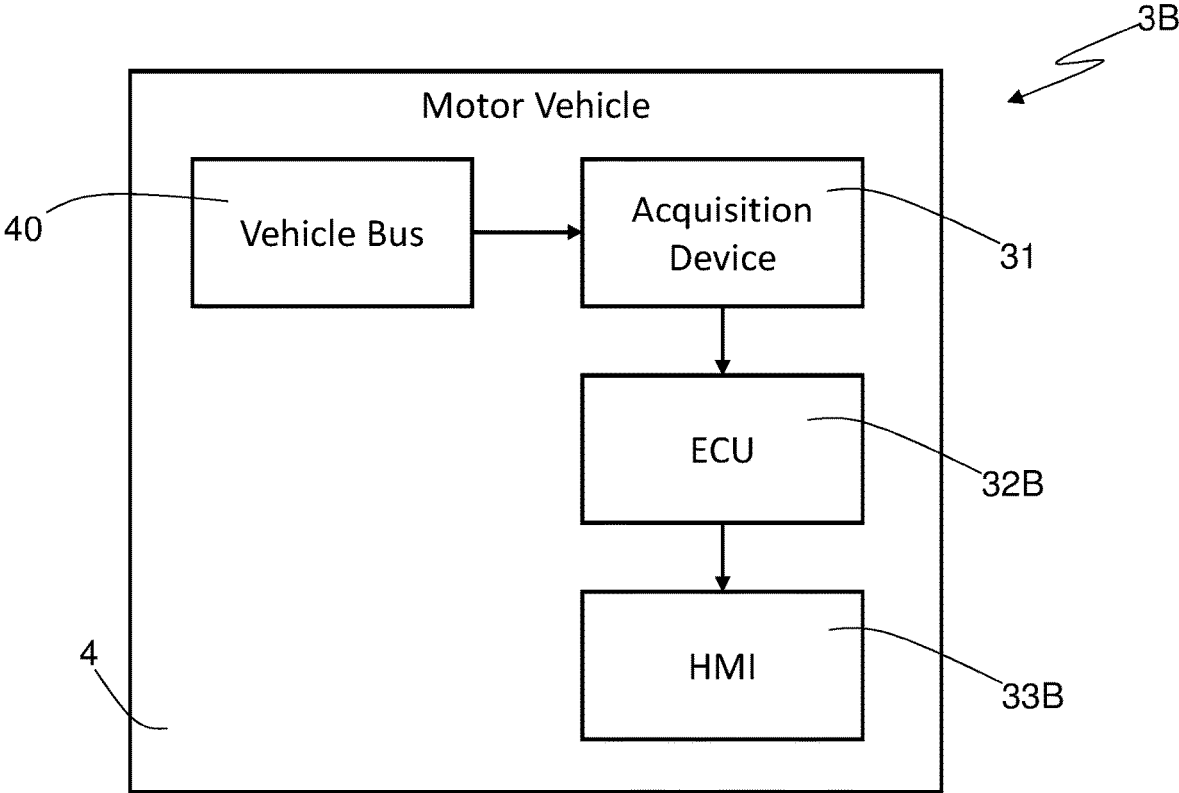 3B
Motor Vehicle
40
Vehicle Bus
Acquisition
Device
31
ECU
32B
4
HMI
33B